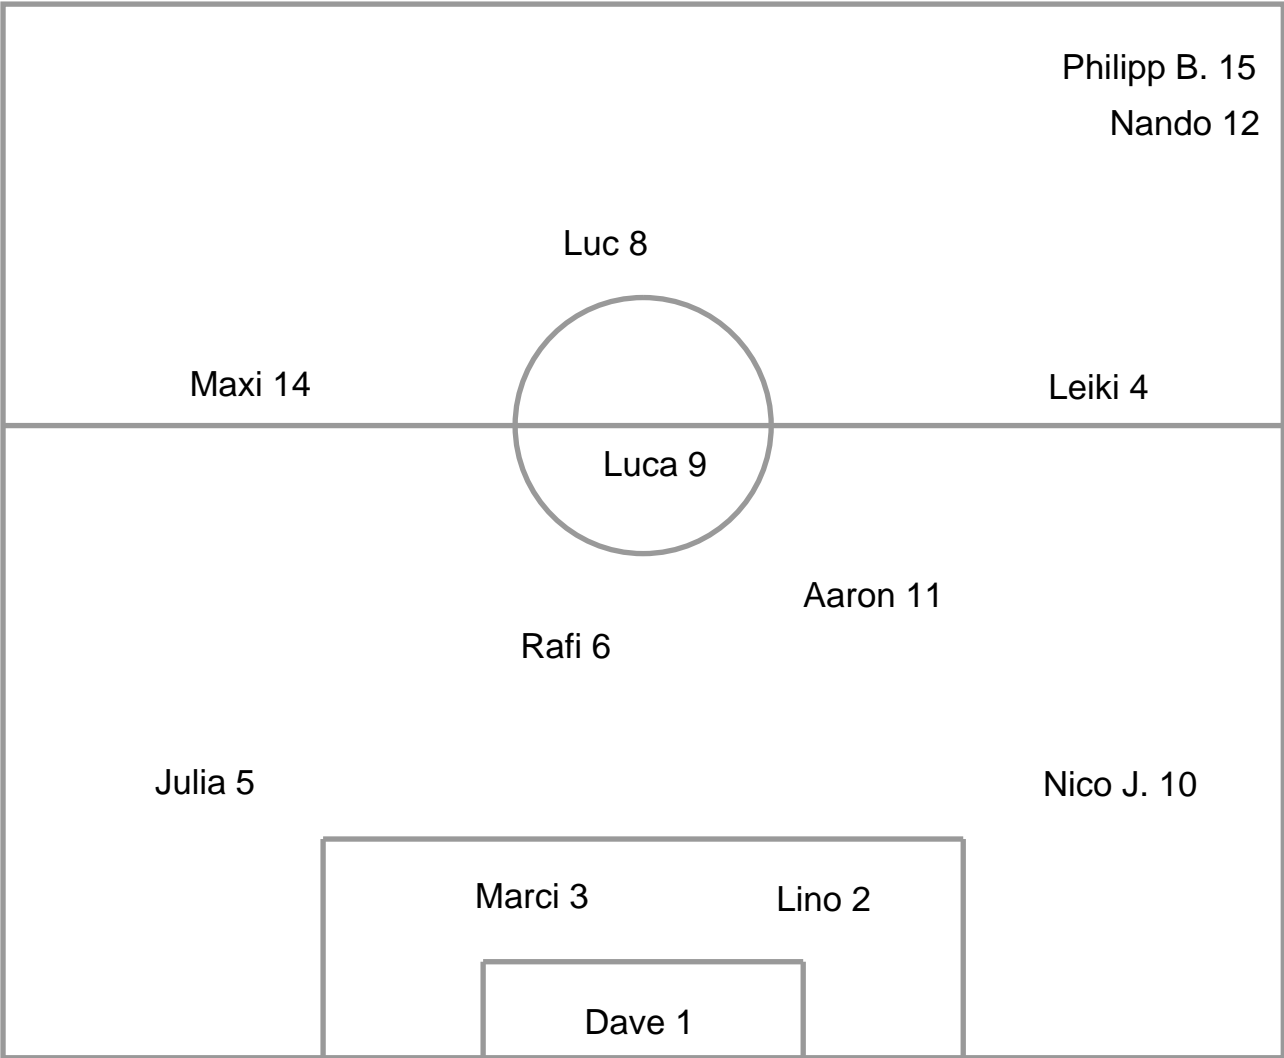 Philipp B. 15
Nando 12
Luc 8
Maxi 14
Leiki 4
Luca 9
Aaron 11
Rafi 6
Julia 5
Nico J. 10
Marci 3
Lino 2
Dave 1